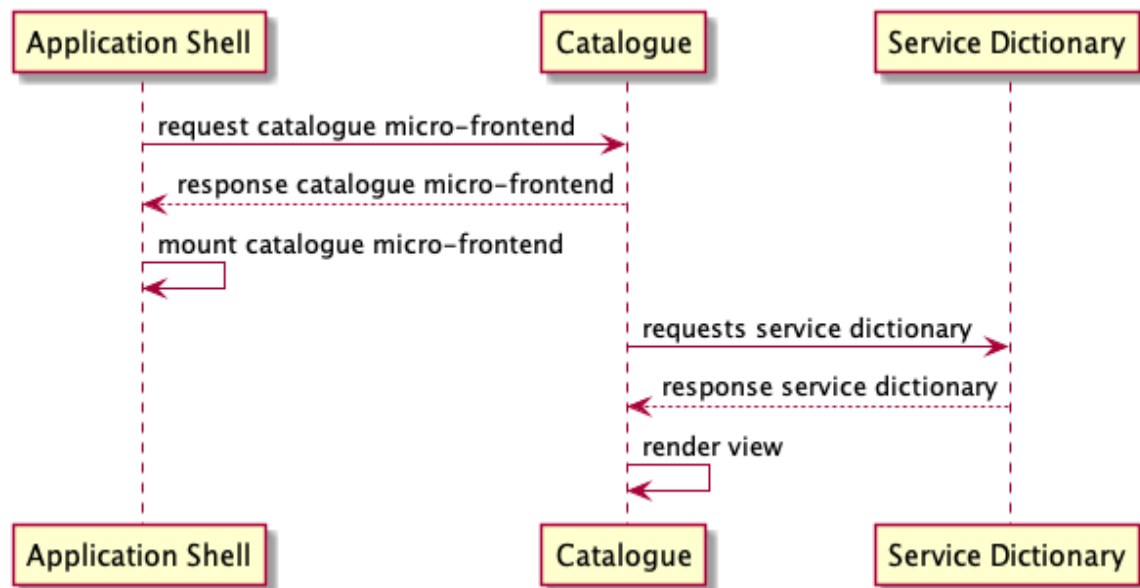 Application Shell
Catalogue
Service Dictionary
request catalogue micro-frontend
response catalogue micro-frontend
mount catalogue micro-frontend
requests service dictionary
response service dictionary
render view
Application Shell
Catalogue
Service Dictionary